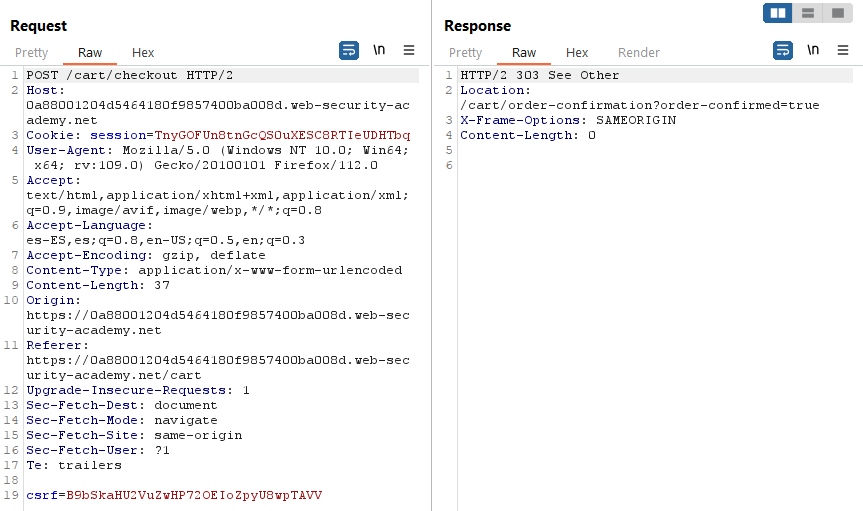 Request
Pretty Raw Hex \n
1 POST /cart/checkout HTTP/2
2 Host:
0a88001204d5464180f9857400ba008d.web-security-ac
ademy.net
3 Cookie: session=TnyGOFUn8tnGcQS0uXESC8RTIeUDHTbq
4 User-Agent: Mozilla/5.0 (Windows NT 10.0; Win64;
x64; rv:109.0) Gecko/20100101 Firefox/112.0
5 Accept:
text/html,application/xhtml+xml,application/xml;
q=0.9,image/avif,image/webp,*/*;q=0.8
6 Accept-Language:
es-ES,es;q=0.8,en-US;q=0.5,en;q=0.3
7 Accept-Encoding: gzip, deflate
8 Content-Type: application/x-www-form-urlencoded
9 Content-Length: 37
10 Origin:
https://0a88001204d5464180f9857400ba008d.web-sec
urity-academy.net
11 Referer:
https://0a88001204d5464180f9857400ba008d.web-sec
urity-academy.net/cart
12 Upgrade-Insecure-Requests: 1
13 Sec-Fetch-Dest: document
14 Sec-Fetch-Mode: navigate
15 Sec-Fetch-Site: same-origin
16 Sec-Fetch-User: ?1
17 Te: trailers
18
19 csrf=B9bSkaHU2VuZwHP72OEIoZpyU8wpTAVV
Response
Pretty Raw Hex Render \n
1 HTTP/2 303 See Other
2 Location:
/cart/order-confirmation?order-confirmed=true
3 X-Frame-Options: SAMEORIGIN
4 Content-Length: 0
5
6